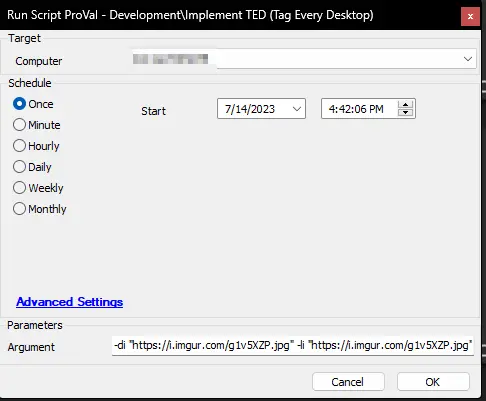 Run Script ProVal - Development\Implement TED (Tag Every Desktop)
x
Target
Computer
Schedule
Once
Start
7/14/2023
4:42:06 PM
Minute
Hourly
Daily
Weekly
Monthly
Advanced Settings
Parameters
Argument
-di "https://i.imgur.com/g1v5XZP.jpg" -li "https://i.imgur.com/g1v5XZP.jpg"
Cancel
OK